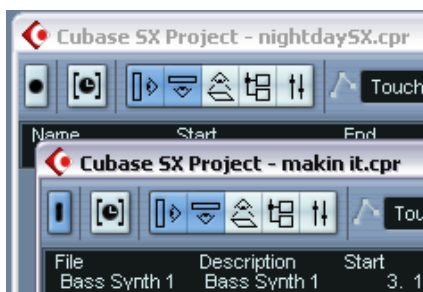 Cubase SX Project - nightdaySX.cpr
Touch
Name Start End
Cubase SX Project - makin it.cpr
Tou
File Description Start
Bass Synth 1 Bass Synth 1 3. 1